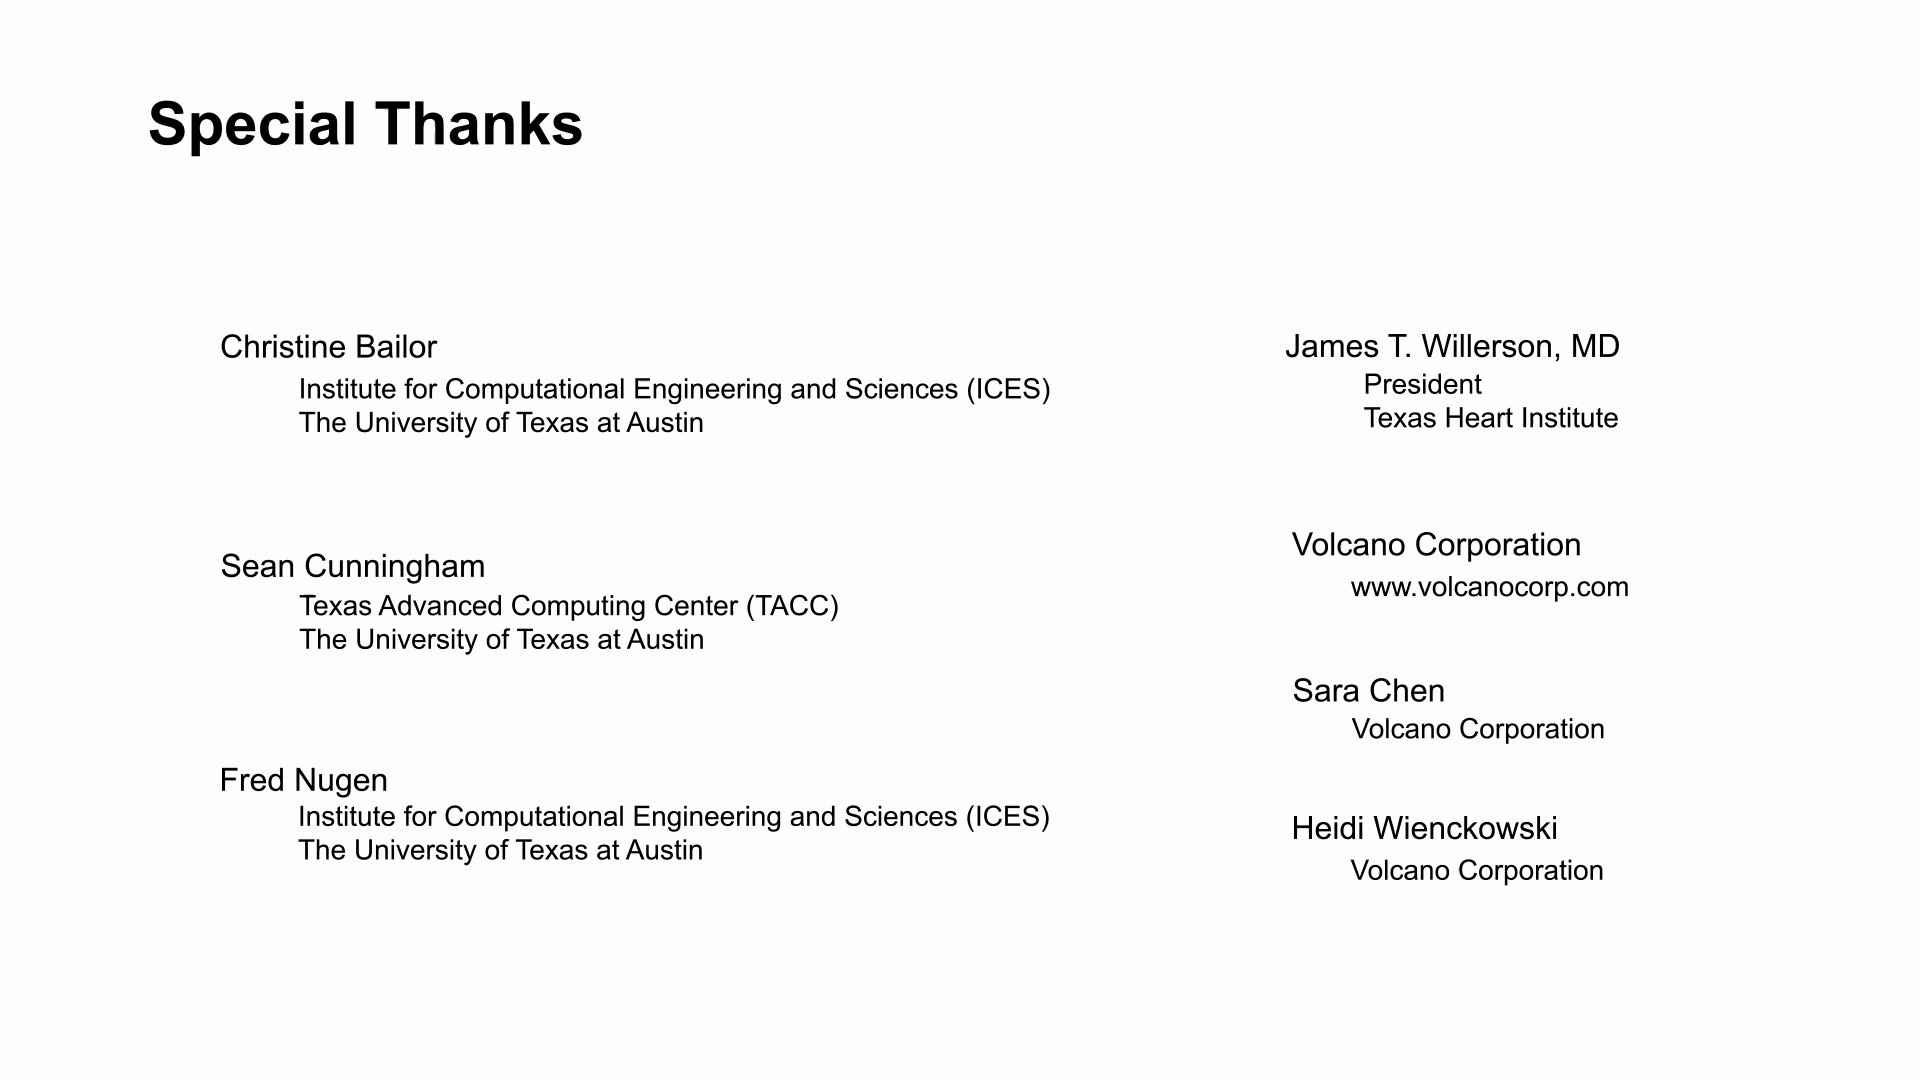 Special Thanks
Christine Bailor
Institute for Computational Engineering and Sciences (ICES)
The University of Texas at Austin
Sean Cunningham
Texas Advanced Computing Center (TACC)
The University of Texas at Austin
Fred Nugen
Institute for Computational Engineering and Sciences (ICES)
The University of Texas at Austin
James T. Willerson, MD
President
Texas Heart Institute
Volcano Corporation
www.volcanocorp.com
Sara Chen
Volcano Corporation
Heidi Wienckowski
Volcano Corporation